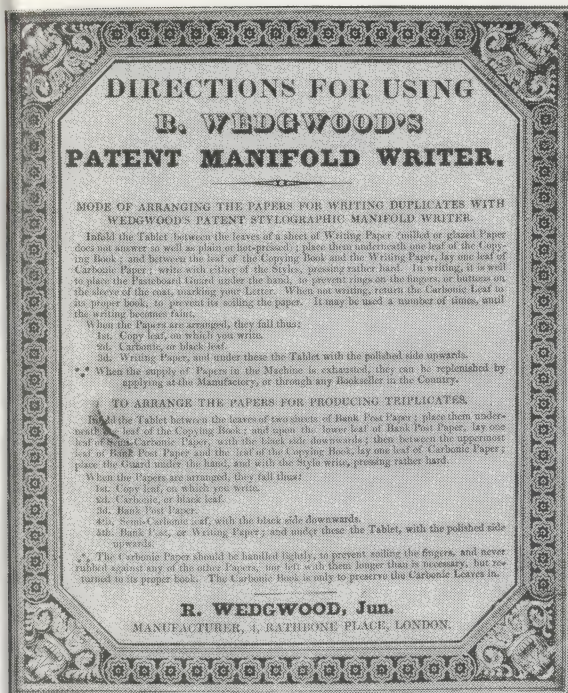 DIRECTIONS FOR USING
R. WEDGWOOD'S
PATENT MANIFOLD WRITER.
MODE OF ARRANGING THE PAPERS FOR WRITING DUPLICATES WITH
WEDGWOOD'S PATENT STYLOGRAPHIC MANIFOLD WRITER.
Infold the Tablet between the leaves of a sheet of Writing Paper (milled or glazed Paper
does not answer so well as plain or hot-pressed); place them underneath one leaf of the Copy-
ing Book; and between the leaf of the Copying Book and the Writing Paper, lay one leaf of
Carbonic Paper; write with either of the Styles, pressing rather hard. In writing, it is well
to place the Pasteboard Guard under the hand, to prevent rings on the fingers, or buttons on
the sleeve of the coat, marking your Letter. When not writing, return the Carbonic Leaf to
its proper book, to prevent its soiling the paper. It may be used a number of times, until
the writing becomes faint.
When the Papers are arranged, they fall thus:
1st. Copy leaf, on which you write.
2d. Carbonic, or black leaf.
3d. Writing Paper, and under these the Tablet with the polished side upwards.
When the supply of Papers in the Machine is exhausted, they can be replenished by
applying at the Manufactory, or through any Bookseller in the Country.
TO ARRANGE THE PAPERS FOR PRODUCING TRIPLICATES,
Infold the Tablet between the leaves of two sheets of Bank Post Paper; place them under-
neath one leaf of the Copying Book; and upon the lower leaf of Bank Post Paper, lay one
leaf of Semi-Carbonic Paper, with the black side downwards; then between the uppermost
leaf of Bank Post Paper and the leaf of the Copying Book, lay one leaf of Carbonic Paper;
place the Guard under the hand, and with the Style write, pressing rather hard.
When the Papers are arranged, they fall thus:
1st. Copy leaf, on which you write.
2d. Carbonic, or blank leaf.
3d. Bank Post Paper.
4th. Semi-Carbonic leaf, with the black side downwards.
5th. Bank Post, or Writing Paper; and under these the Tablet, with the polished side
upwards.
The Carbonic Paper should be handled lightly, to prevent soiling the fingers, and never
rubbed against any of the other Papers, nor left with them longer than is necessary, but re-
turned to its proper book. The Carbonic Book is only to preserve the Carbonic Leaves in.
R. WEDGWOOD, Jun.
MANUFACTURER, 4, RATHBONE PLACE, LONDON.